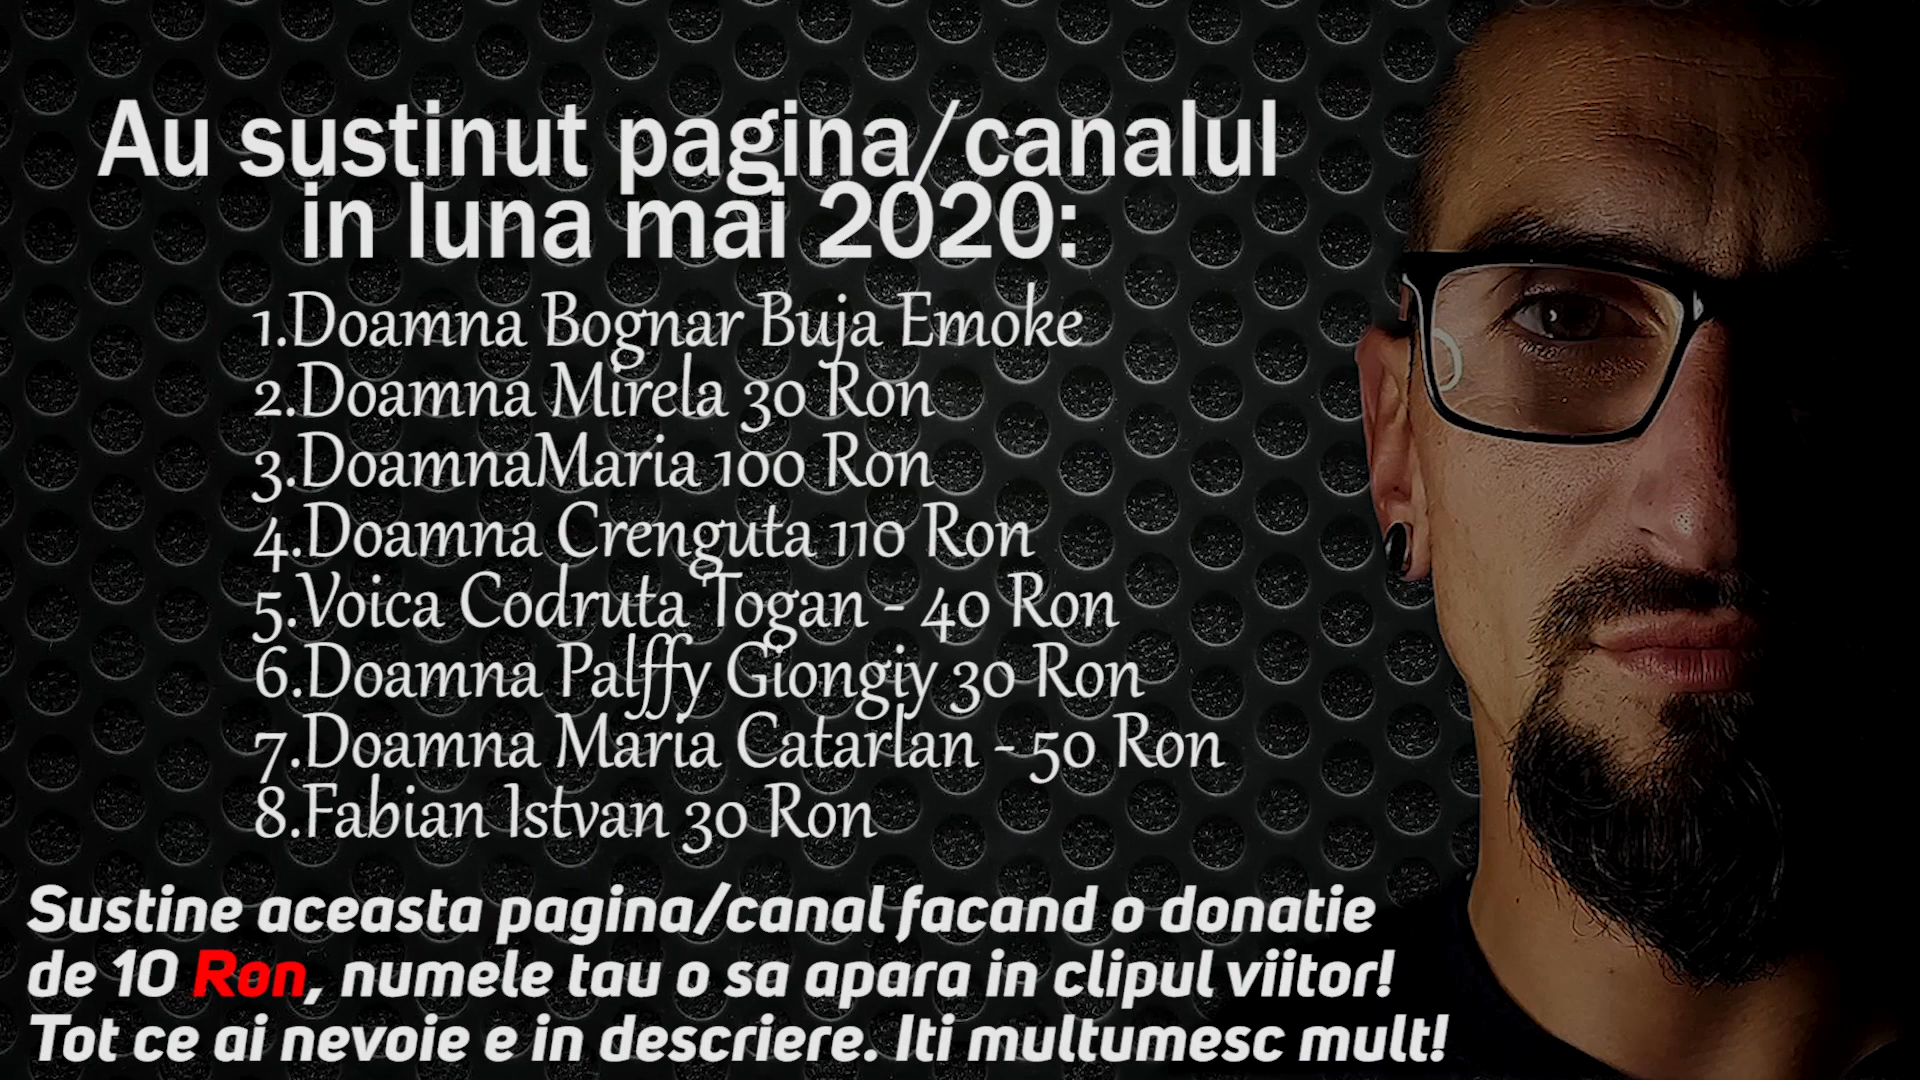 Au sustinut pagina/canalul
in luna mai 2020:
1.Doamna Bognar Buja Emoke
2.Doamna Mirela 30 Ron
3.DoamnaMaria 100 Ron
4.Doamna Crenguta 110 Ron
5.Voica Codruta Togan - 40 Ron
6.Doamna Palffy Giongiy 30 Ron
7.Doamna Maria Catarlan - 50 Ron
8.Fabian Istvan 30 Ron
Sustine aceasta pagina/canal facand o donatie
de 10 Ron, numele tau o sa apara in clipul viitor!
Tot ce ai nevoie e in descriere. Iti multumesc mult!